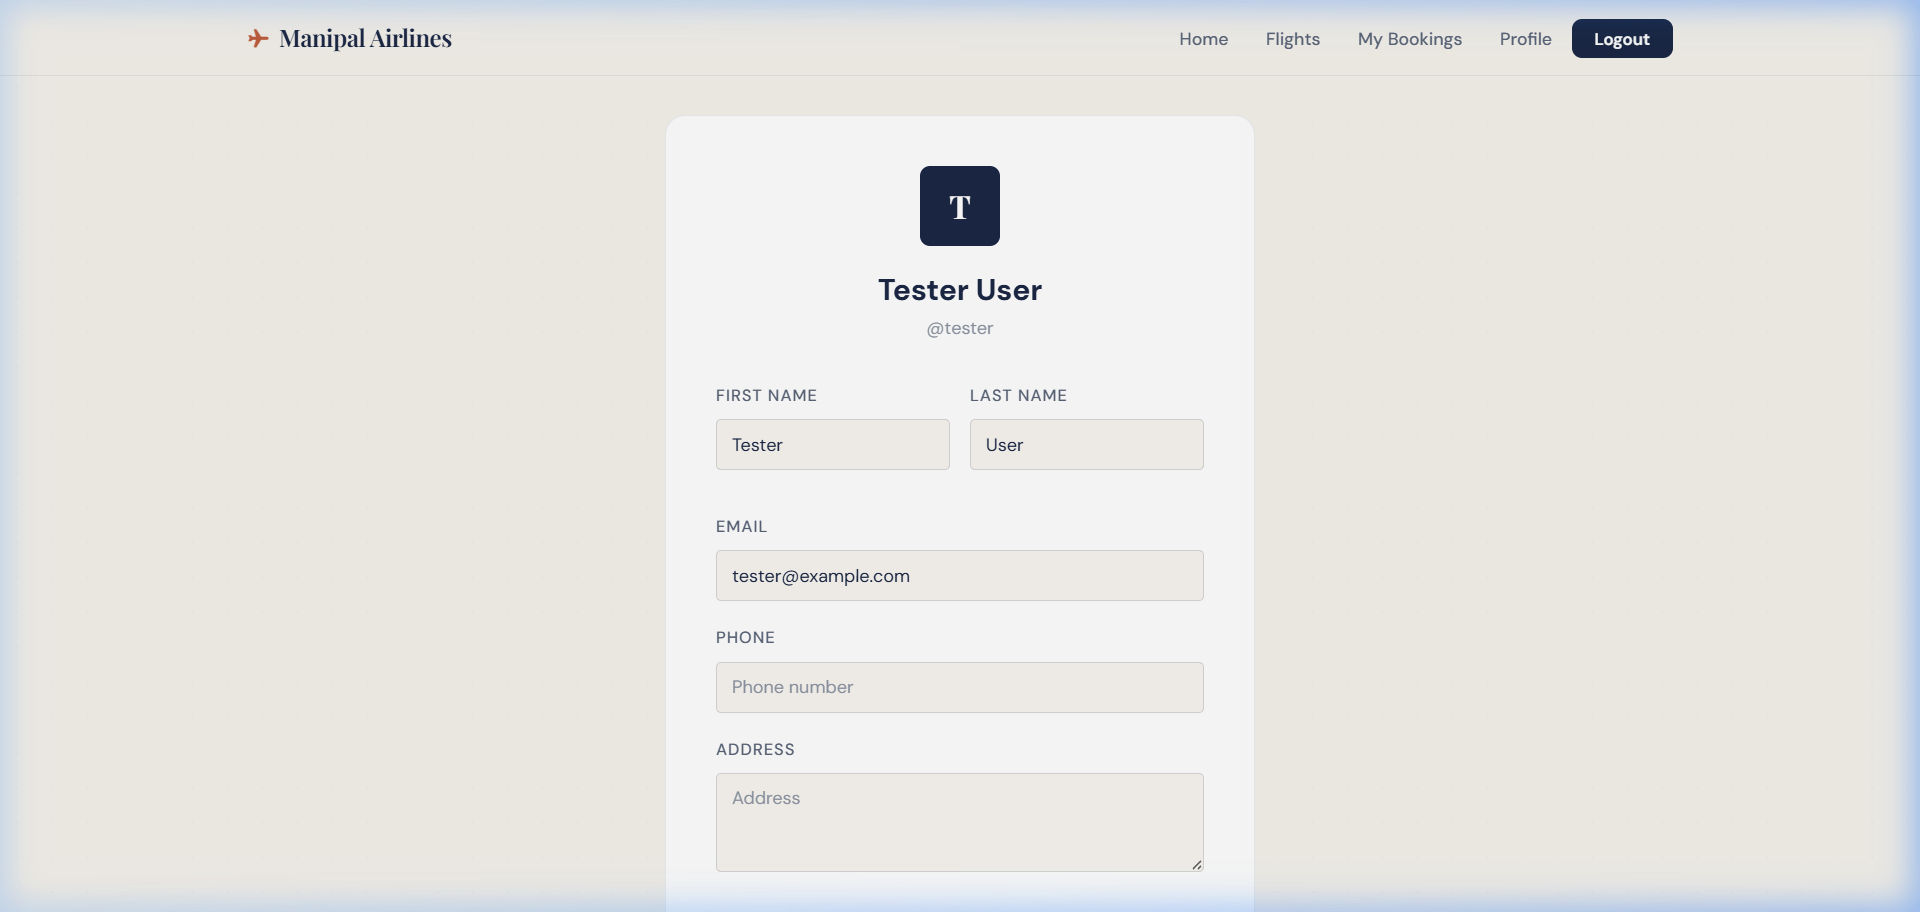 Manipal Airlines
Home Flights My Bookings Profile Logout
T
Tester User
@tester
FIRST NAME LAST NAME
Tester User
EMAIL
tester@example.com
PHONE
Phone number
ADDRESS
Address